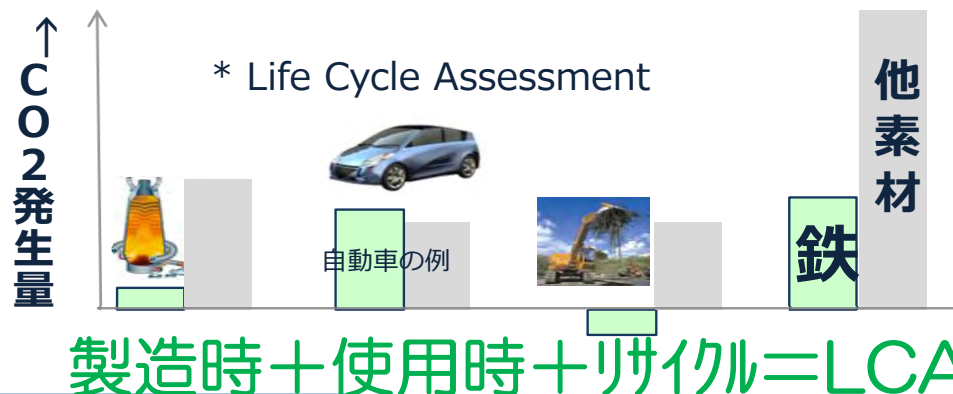 ↑CO2発生量
* Life Cycle Assessment
自動車の例
鉄
他素材
製造時＋使用時＋リサイクル＝LCA